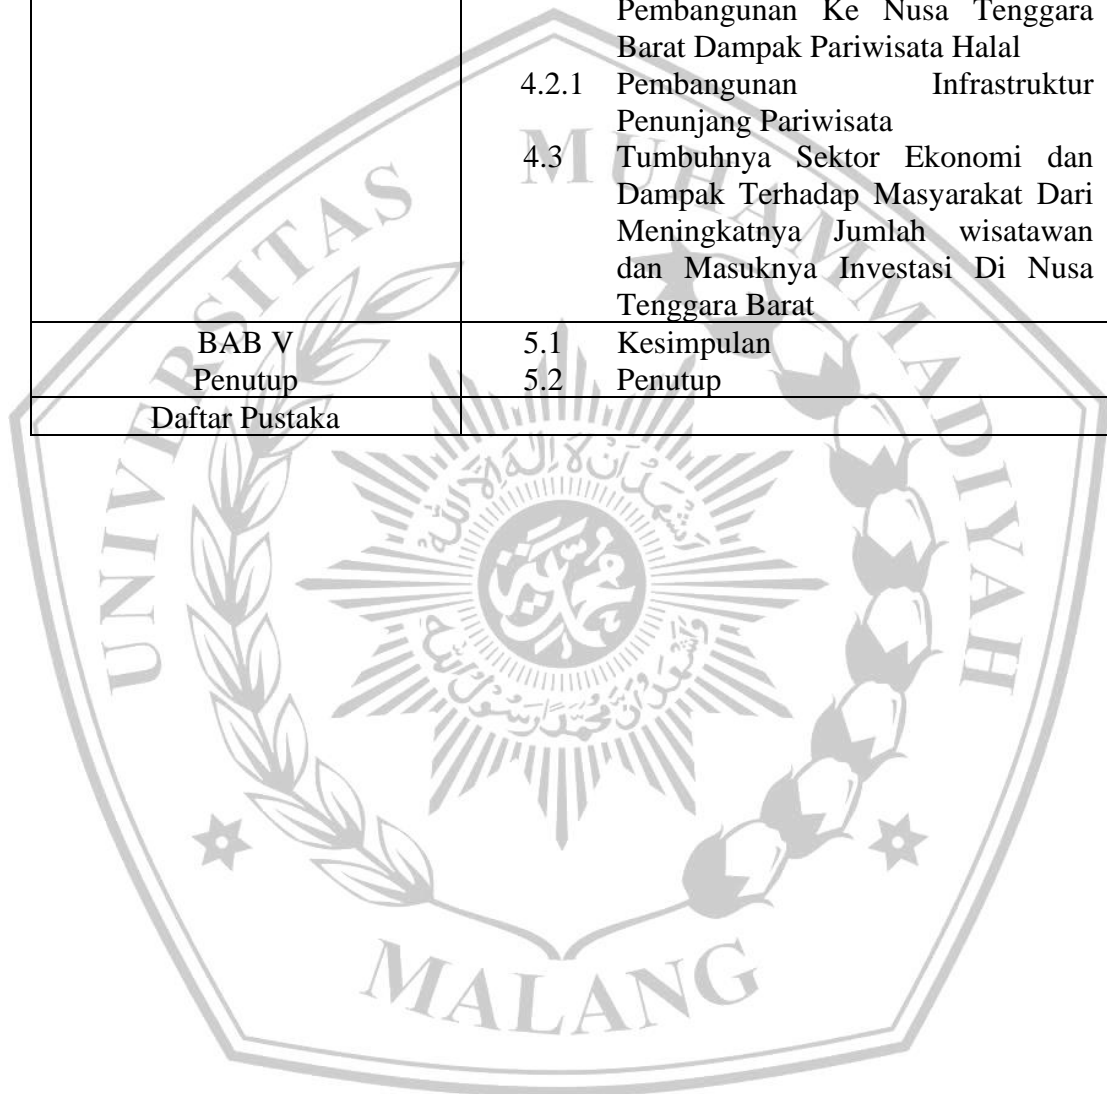 Pembangunan Ke Nusa Tenggara
Barat Dampak Pariwisata Halal
4.2.1 Pembangunan Infrastruktur
Penunjang Pariwisata
4.3 Tumbuhnya Sektor Ekonomi dan
Dampak Terhadap Masyarakat Dari
Meningkatnya Jumlah wisatawan
dan Masuknya Investasi Di Nusa
Tenggara Barat
BAB V
Penutup
5.1 Kesimpulan
5.2 Penutup
Daftar Pustaka
UNIVERSITAS MUHAMMADIYAH
MALANG